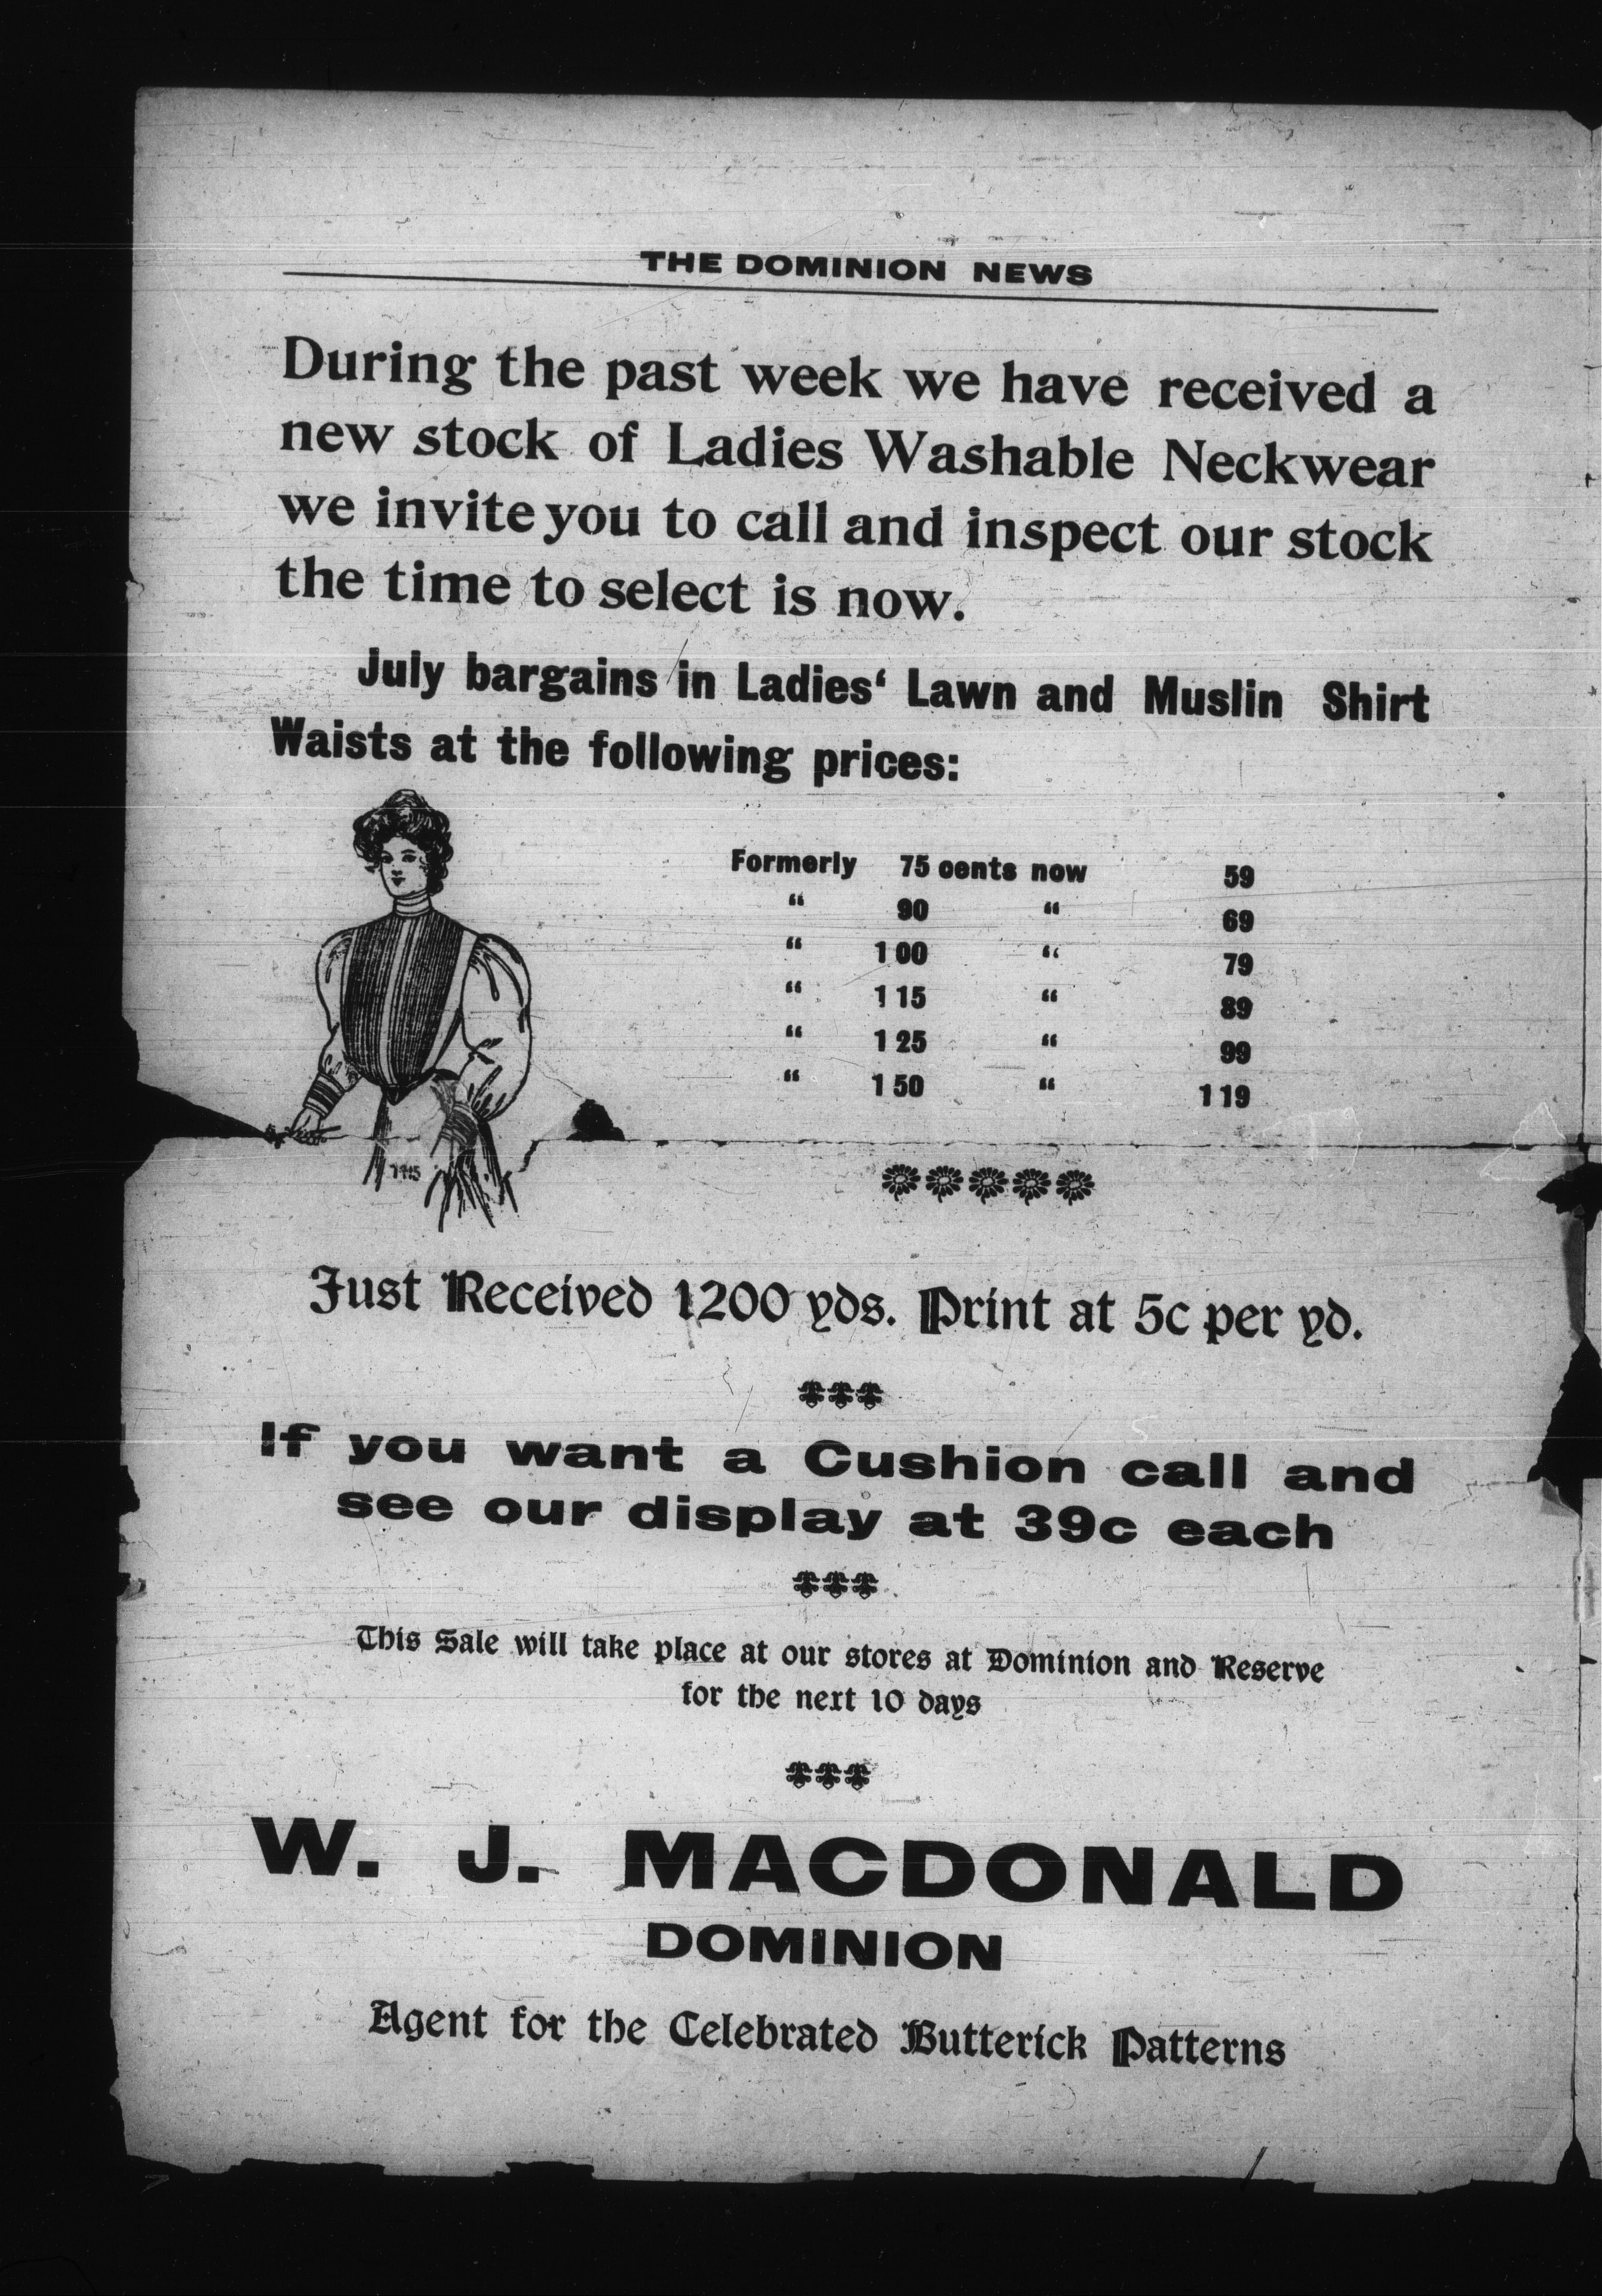 THE DOMINION NEWS
During the past week we have received a
new stock of Ladies Washable Neckwear
we invite you to call and inspect our stock
the time to select is now.
July bargains in Ladies‘ Lawn and Muslin Shirt
Waists at the following prices:
Formerly 75 cents now 59
“ 90 “ 69
“ 1 00 “ 79
“ 1 15 “ 89
“ 1 25 “ 99
“ 1 50 “ 1 19
Just Received 1200 yds. Print at 5c per yd.
If you want a Cushion call and
see our display at 39c each
This Sale will take place at our stores at Dominion and Reserve
for the next 10 days
W. J. MACDONALD
DOMINION
Agent for the Celebrated Butterick Patterns